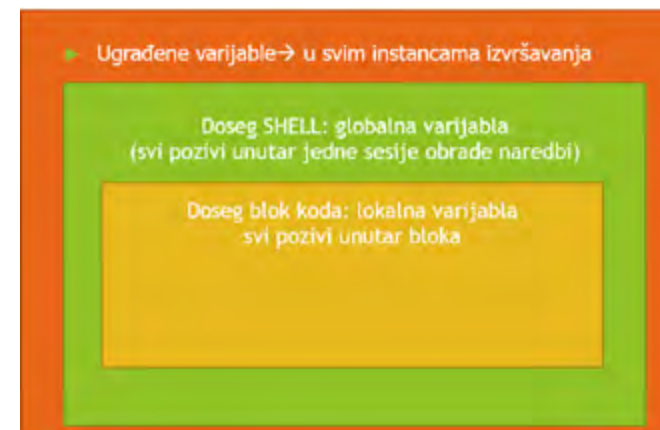 ► Ugrađene varijable→ u svim instancama izvršavanja
Doseg SHELL: globalna varijabla
(svi pozivi unutar jedne sesije obrade naredbi)
Doseg blok koda: lokalna varijabla
svi pozivi unutar bloka